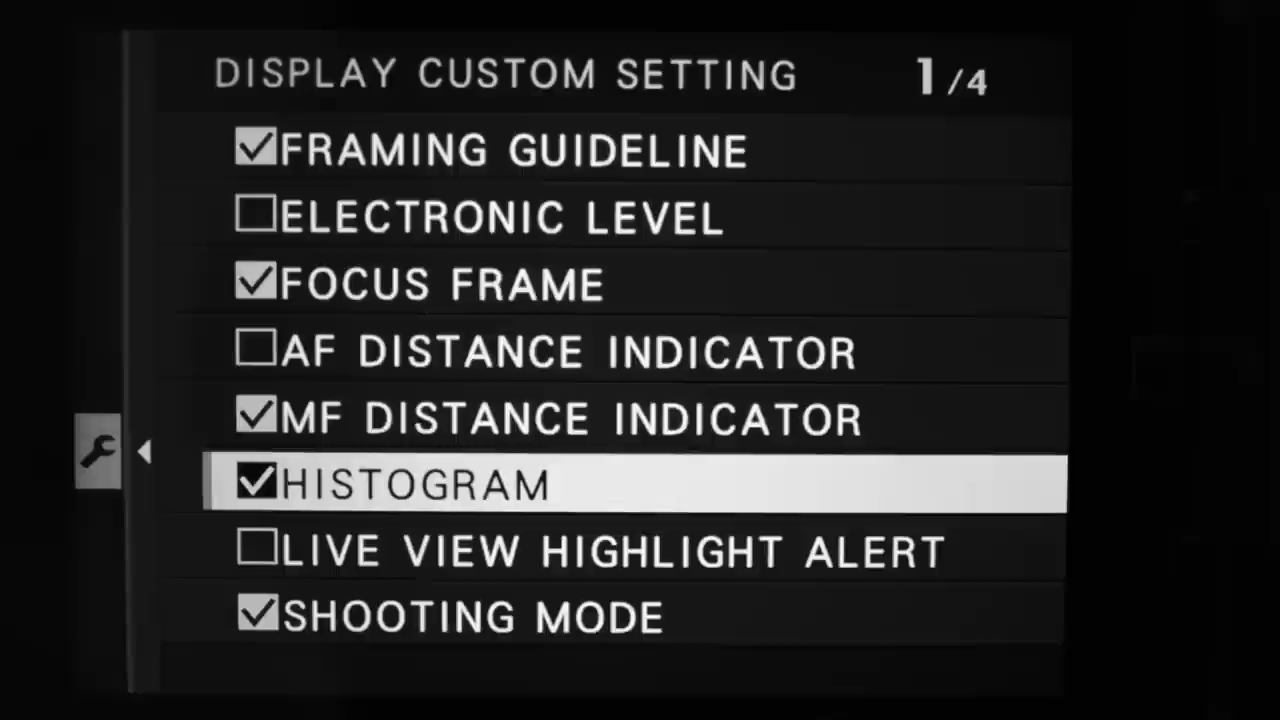 DISPLAY CUSTOM SETTING 1/4
FRAMING GUIDELINE
ELECTRONIC LEVEL
FOCUS FRAME
AF DISTANCE INDICATOR
MF DISTANCE INDICATOR
HISTOGRAM
LIVE VIEW HIGHLIGHT ALERT
SHOOTING MODE